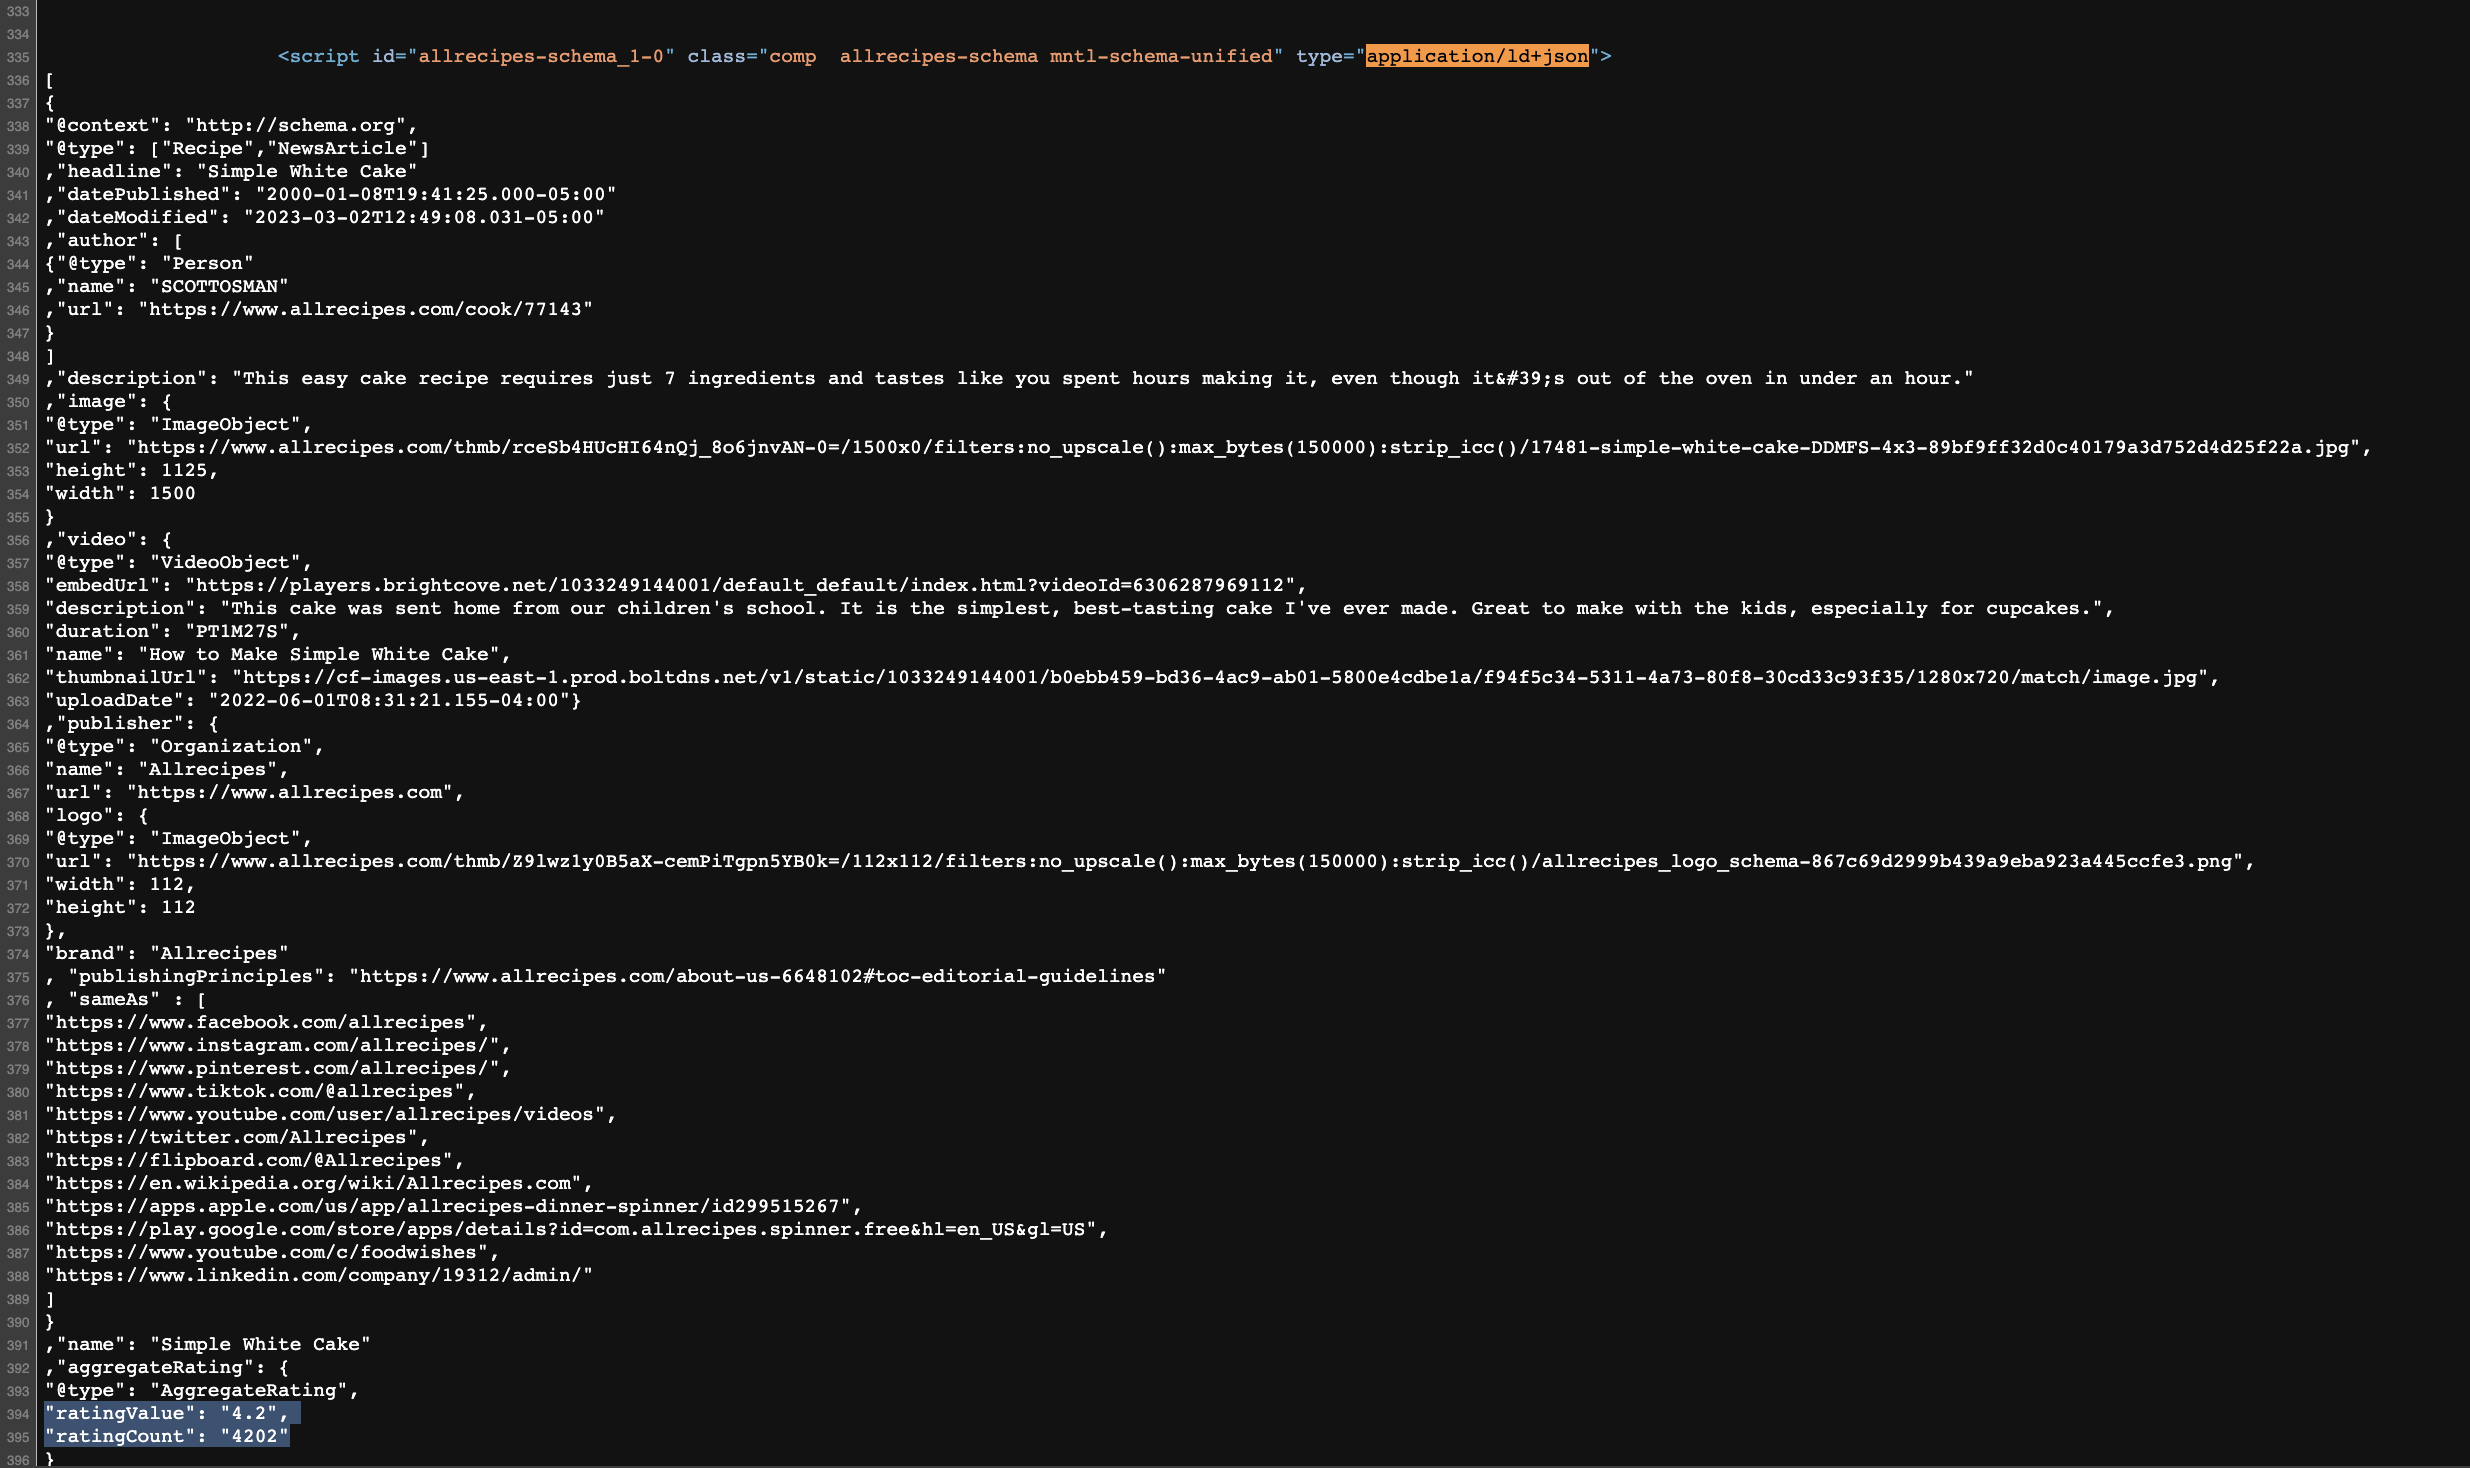 333
334
335 <script id="allrecipes-schema_1-0" class="comp  allrecipes-schema mntl-schema-unified" type="application/ld+json">
336 [
337 {
338 "@context": "http://schema.org",
339 "@type": ["Recipe","NewsArticle"]
340 ,"headline": "Simple White Cake"
341 ,"datePublished": "2000-01-08T19:41:25.000-05:00"
342 ,"dateModified": "2023-03-02T12:49:08.031-05:00"
343 ,"author": [
344 {"@type": "Person"
345 ,"name": "SCOTTOSMAN"
346 ,"url": "https://www.allrecipes.com/cook/77143"
347 }
348 ]
349 ,"description": "This easy cake recipe requires just 7 ingredients and tastes like you spent hours making it, even though it&#39;s out of the oven in under an hour."
350 ,"image": {
351 "@type": "ImageObject",
352 "url": "https://www.allrecipes.com/thmb/rceSb4HUcHI64nQj_8o6jnvAN-0=/1500x0/filters:no_upscale():max_bytes(150000):strip_icc()/17481-simple-white-cake-DDMFS-4x3-89bf9ff32d0c40179a3d752d4d25f22a.jpg",
353 "height": 1125,
354 "width": 1500
355 }
356 ,"video": {
357 "@type": "VideoObject",
358 "embedUrl": "https://players.brightcove.net/1033249144001/default_default/index.html?videoId=6306287969112",
359 "description": "This cake was sent home from our children's school. It is the simplest, best-tasting cake I've ever made. Great to make with the kids, especially for cupcakes.",
360 "duration": "PT1M27S",
361 "name": "How to Make Simple White Cake",
362 "thumbnailUrl": "https://cf-images.us-east-1.prod.boltdns.net/v1/static/1033249144001/b0ebb459-bd36-4ac9-ab01-5800e4cdbe1a/f94f5c34-5311-4a73-80f8-30cd33c93f35/1280x720/match/image.jpg",
363 "uploadDate": "2022-06-01T08:31:21.155-04:00"}
364 ,"publisher": {
365 "@type": "Organization",
366 "name": "Allrecipes",
367 "url": "https://www.allrecipes.com",
368 "logo": {
369 "@type": "ImageObject",
370 "url": "https://www.allrecipes.com/thmb/Z9lwz1y0B5aX-cemPiTgpn5YB0k=/112x112/filters:no_upscale():max_bytes(150000):strip_icc()/allrecipes_logo_schema-867c69d2999b439a9eba923a445ccfe3.png",
371 "width": 112,
372 "height": 112
373 },
374 "brand": "Allrecipes"
375 , "publishingPrinciples": "https://www.allrecipes.com/about-us-6648102#toc-editorial-guidelines"
376 , "sameAs" : [
377 "https://www.facebook.com/allrecipes",
378 "https://www.instagram.com/allrecipes/",
379 "https://www.pinterest.com/allrecipes/",
380 "https://www.tiktok.com/@allrecipes",
381 "https://www.youtube.com/user/allrecipes/videos",
382 "https://twitter.com/Allrecipes",
383 "https://flipboard.com/@Allrecipes",
384 "https://en.wikipedia.org/wiki/Allrecipes.com",
385 "https://apps.apple.com/us/app/allrecipes-dinner-spinner/id299515267",
386 "https://play.google.com/store/apps/details?id=com.allrecipes.spinner.free&hl=en_US&gl=US",
387 "https://www.youtube.com/c/foodwishes",
388 "https://www.linkedin.com/company/19312/admin/"
389 ]
390 }
391 ,"name": "Simple White Cake"
392 ,"aggregateRating": {
393 "@type": "AggregateRating",
394 "ratingValue": "4.2",
395 "ratingCount": "4202"
396 }